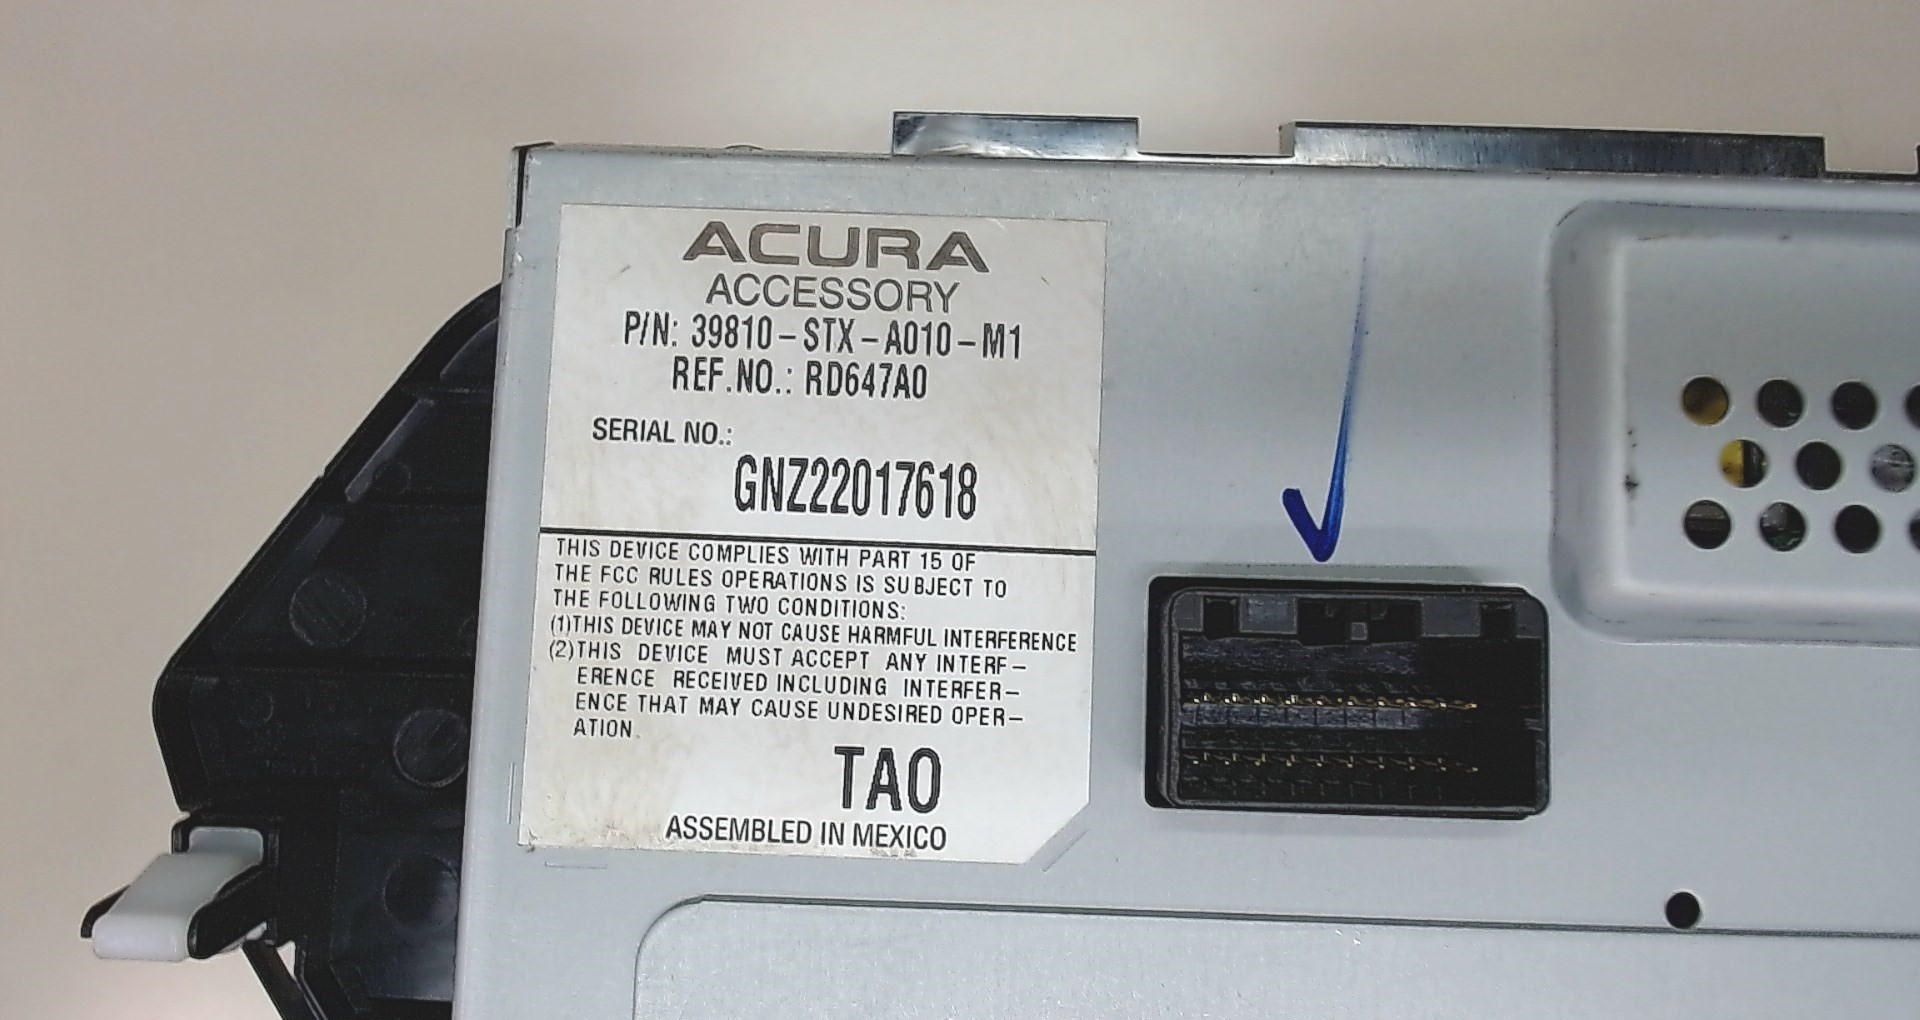 ACURA
ACCESSORY
P/N: 39810-STX-A010-M1
REF.NO.: RD647A0
SERIAL NO.:
GNZ22017618
THIS DEVICE COMPLIES WITH PART 15 OF
THE FCC RULES OPERATIONS IS SUBJECT TO
THE FOLLOWING TWO CONDITIONS:
(1)THIS DEVICE MAY NOT CAUSE HARMFUL INTERFERENCE
(2)THIS DEVICE MUST ACCEPT ANY INTERF-
ERENCE RECEIVED INCLUDING INTERFER-
ENCE THAT MAY CAUSE UNDESIRED OPER-
ATION.
TA0
ASSEMBLED IN MEXICO